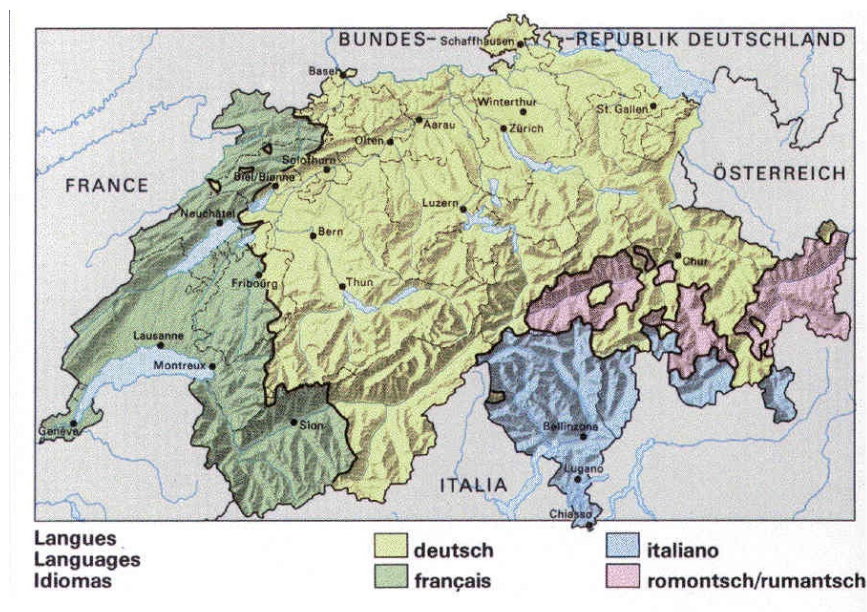 BUNDES-
Schaffhausen
-REPUBLIK DEUTSCHLAND
Basel
Winterthur
St. Gallen
Aarau
Zürich
Olten
Solothurn
FRANCE
Biel/Bienne
ÖSTERREICH
Neuchâtel
Luzern
Bern
Chur
Fribourg
Thun
Lausanne
Montreux
Genève
Sion
Bellinzona
ITALIA
Lugano
Chiasso
Langues
Languages
Idiomas
deutsch
français
italiano
romontsch/rumantsch